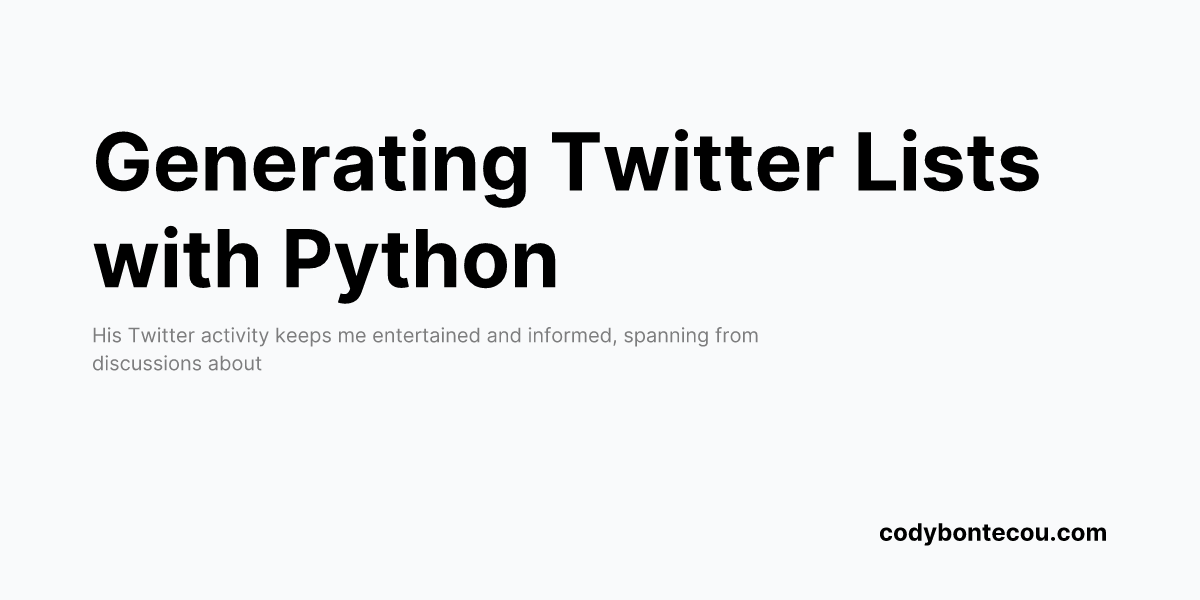 Generating Twitter Lists
with Python
His Twitter activity keeps me entertained and informed, spanning from
discussions about
codybontecou.com